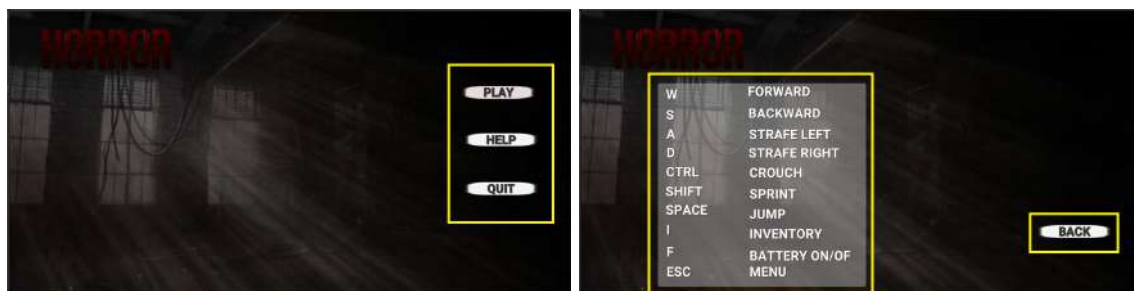 HORROR
PLAY
HELP
QUIT
HORROR
W FORWARD
S BACKWARD
A STRAFE LEFT
D STRAFE RIGHT
CTRL CROUCH
SHIFT SPRINT
SPACE JUMP
I INVENTORY
F BATTERY ON/OF
ESC MENU
BACK